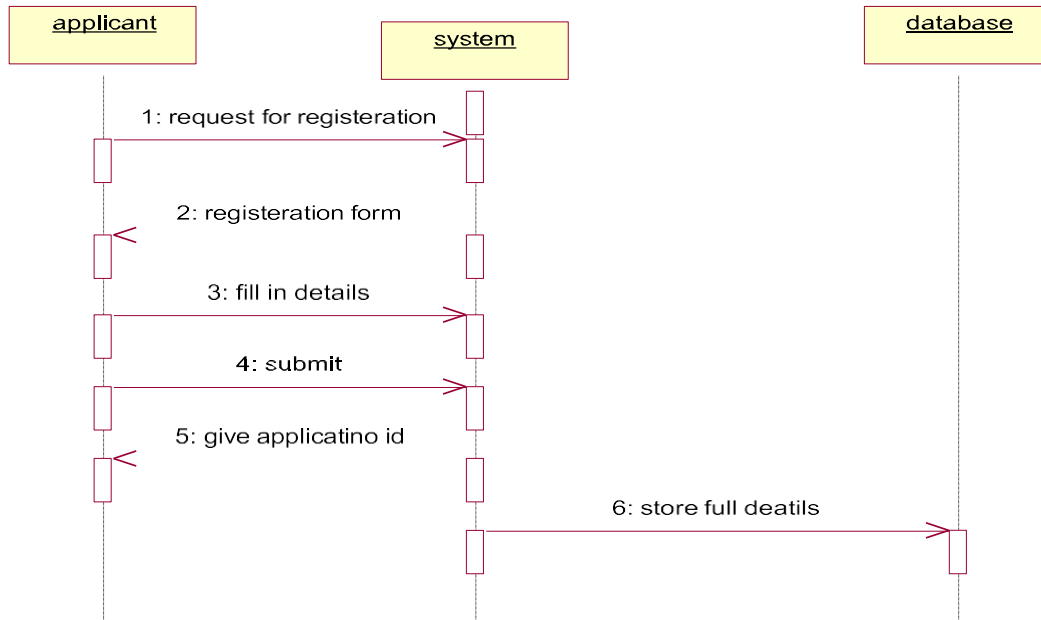 applicant
system
database
1: request for registeration
2: registeration form
3: fill in details
4: submit
5: give applicatino id
6: store full deatils